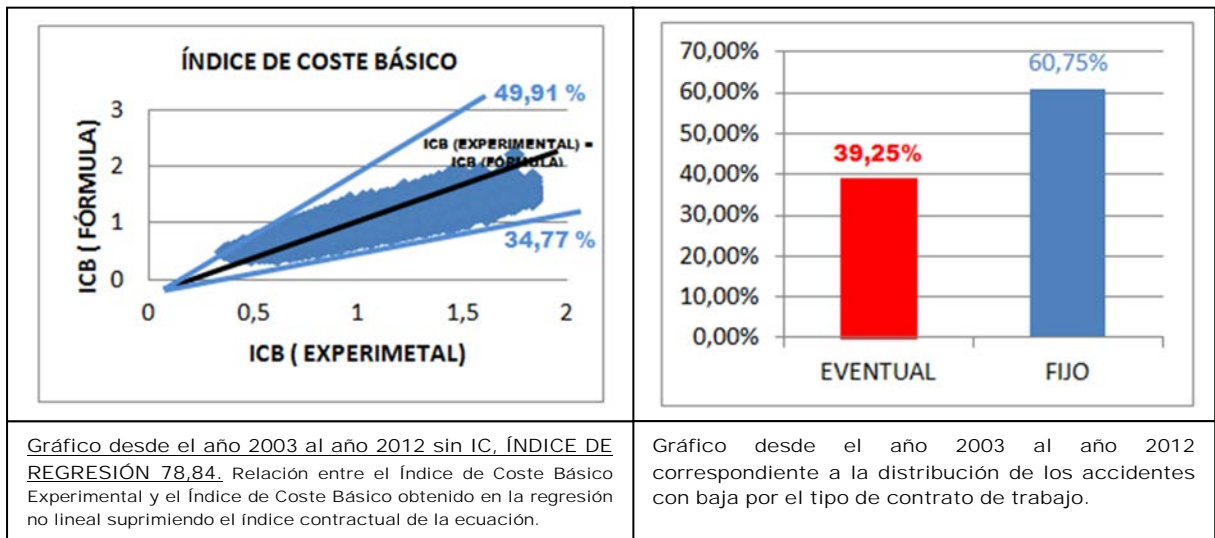 ÍNDICE DE COSTE BÁSICO
49,91 %
3
ICB (EXPERIMENTAL) =
ICB (FÓRMULA).
2
1
34,77 %
0
ICB ( FÓRMULA)
0
0,5
1
1,5
2
ICB ( EXPERIMETAL)
70,00%
60,75%
60,00%
50,00%
39,25%
40,00%
30,00%
20,00%
10,00%
0,00%
EVENTUAL
FIJO
Gráfico desde el año 2003 al año 2012 sin IC, ÍNDICE DE
REGRESIÓN 78,84. Relación entre el Índice de Coste Básico
Experimental y el Índice de Coste Básico obtenido en la regresión
no lineal suprimiendo el índice contractual de la ecuación.
Gráfico desde el año 2003 al año 2012
correspondiente a la distribución de los accidentes
con baja por el tipo de contrato de trabajo.